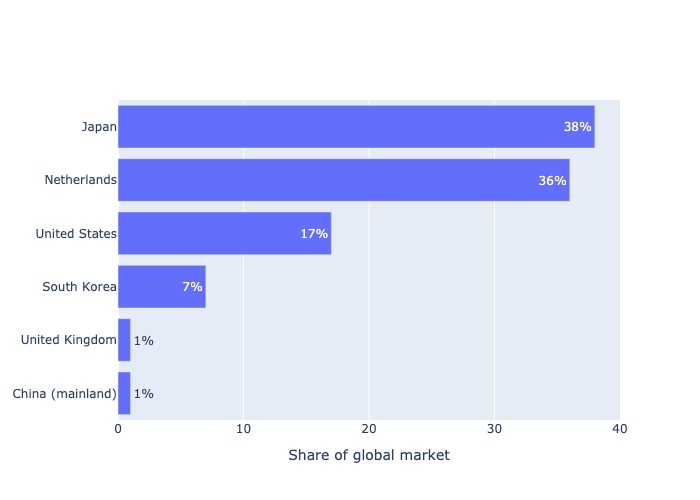 Japan 38%
Netherlands 36%
United States 17%
South Korea 7%
United Kingdom 1%
China (mainland) 1%
0 10 20 30 40
Share of global market